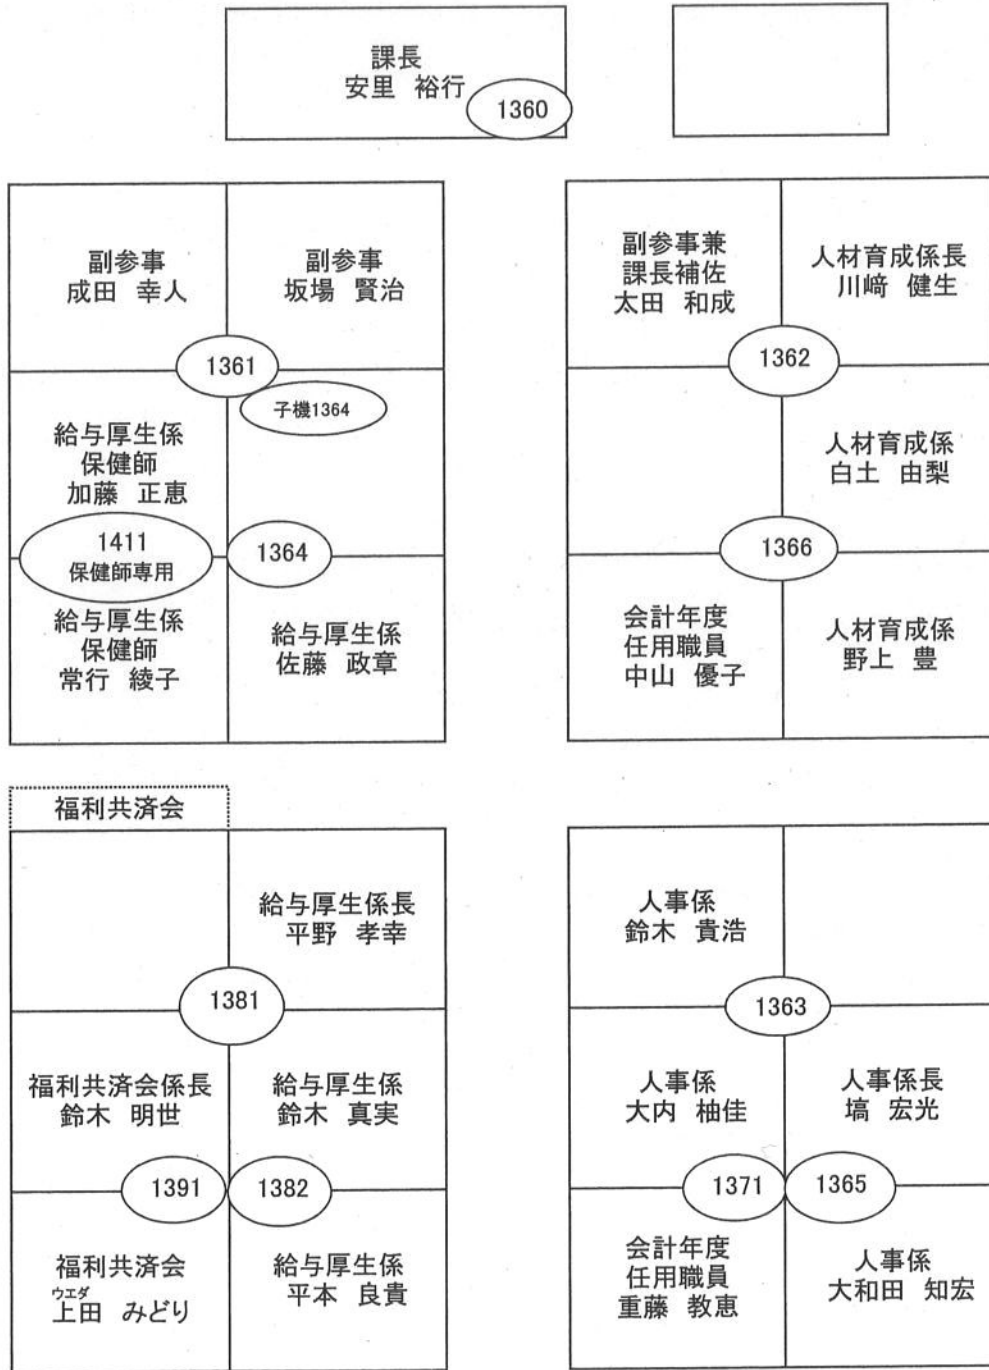 課長
安里 裕行
1360
副参事
成田 幸人
副参事
坂場 賢治
1361
子機1364
給与厚生係
保健師
加藤 正恵
1411
保健師専用
1364
給与厚生係
保健師
常行 綾子
給与厚生係
佐藤 政章
副参事兼
課長補佐
太田 和成
人材育成係長
川﨑 健生
1362
人材育成係
白土 由梨
1366
会計年度
任用職員
中山 優子
人材育成係
野上 豊
福利共済会
給与厚生係長
平野 孝幸
1381
福利共済会係長
鈴木 明世
給与厚生係
鈴木 真実
1391
1382
福利共済会
ウエダ
上田 みどり
給与厚生係
平本 良貴
人事係
鈴木 貴浩
1363
人事係
大内 柚佳
人事係長
塙 宏光
1371
1365
会計年度
任用職員
重藤 教恵
人事係
大和田 知宏